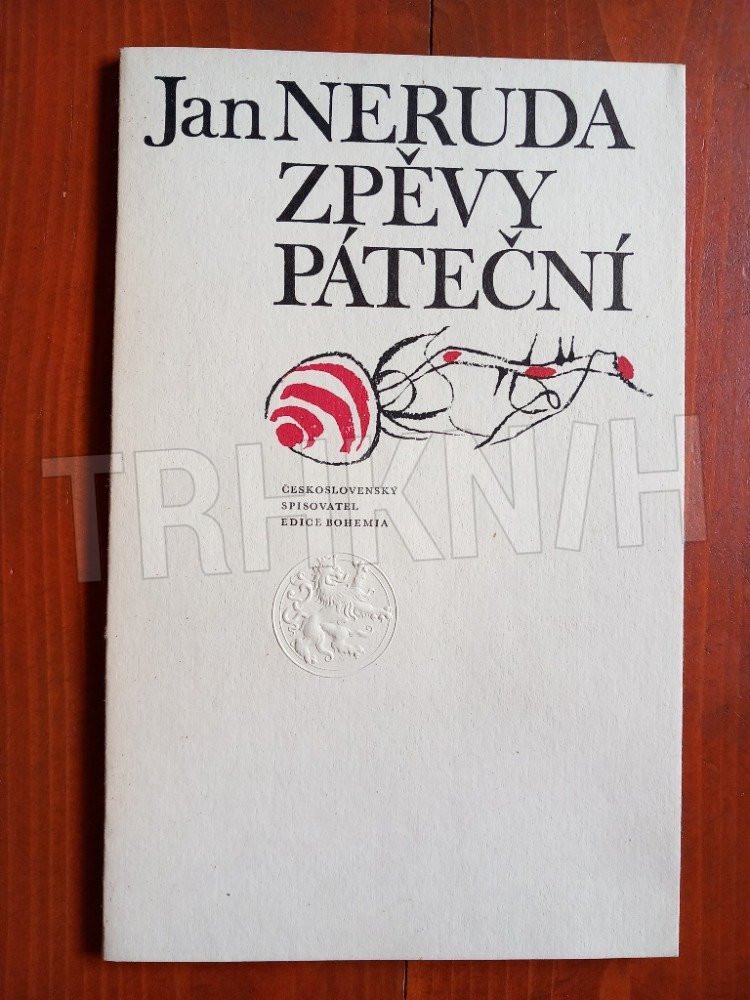 Jan NERUDA
ZPĚVY
PÁTEČNÍ
ČESKOSLOVENSKÝ
SPISOVATEL
EDICE BOHEMIA
TRHKNIH